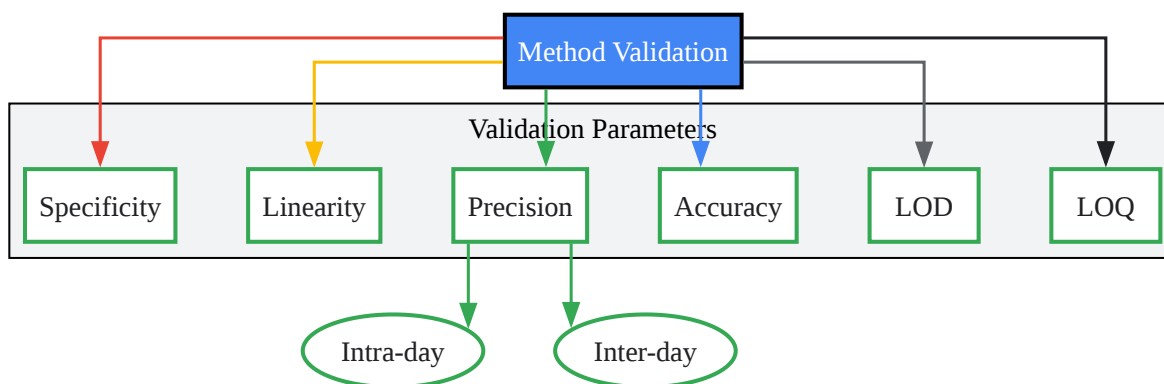 Method Validation
Validation Parameters
Specificity
Linearity
Precision
Accuracy
LOD
LOQ
Intra-day
Inter-day